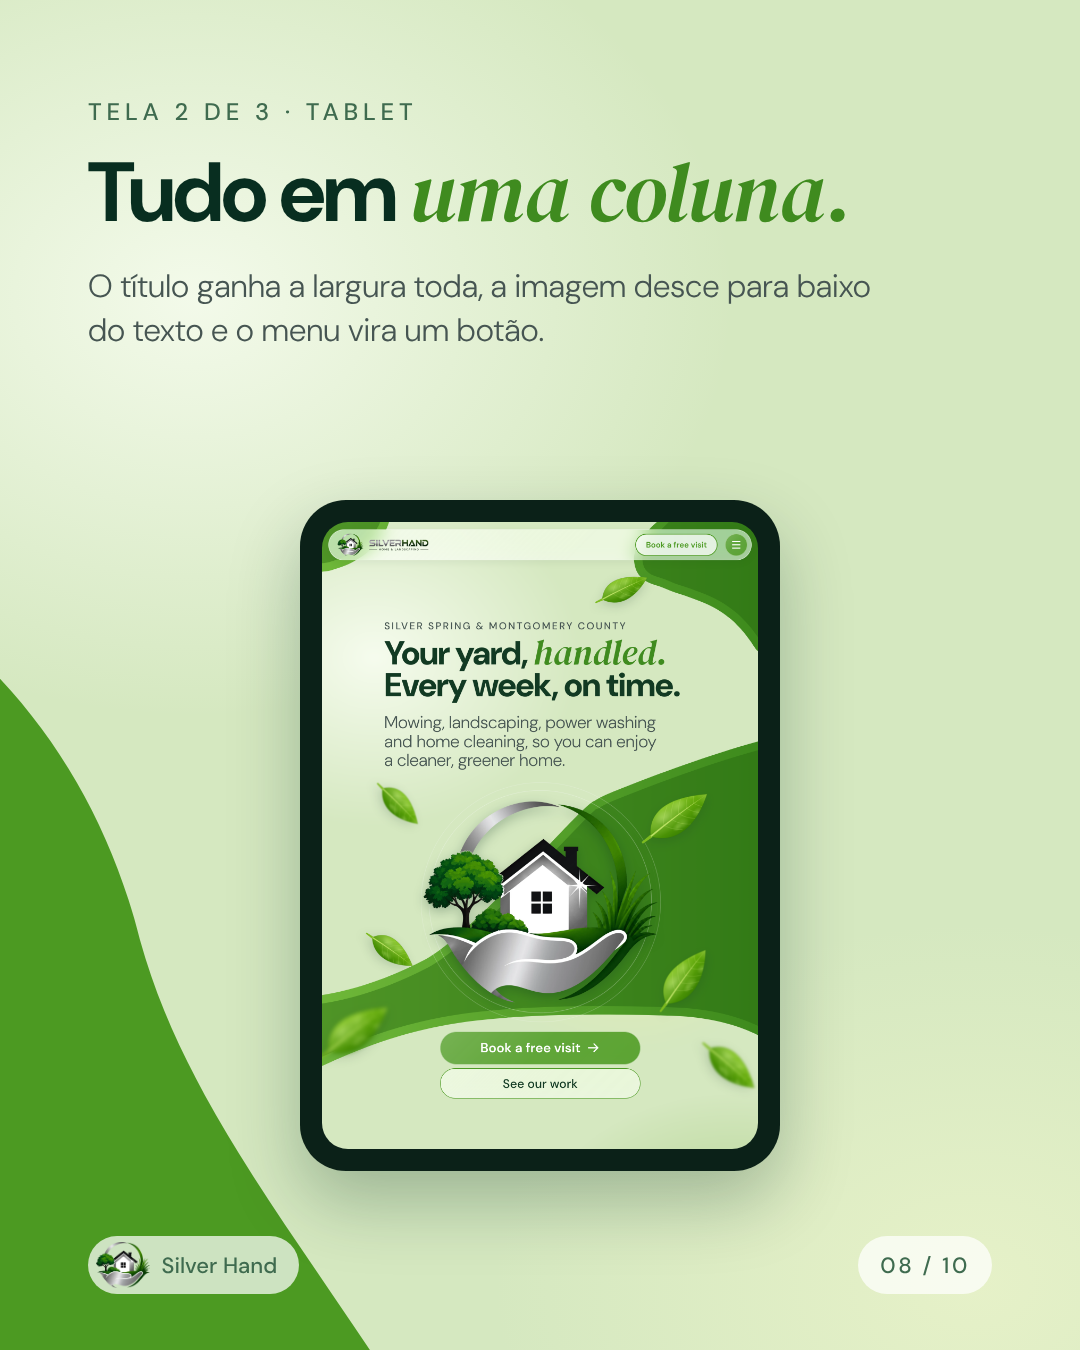 TELA 2 DE 3 · TABLET
Tudo em uma coluna.
O título ganha a largura toda, a imagem desce para baixo
do texto e o menu vira um botão.
SILVERHAND
HOME & LANDSCAPING
Book a free visit
SILVER SPRING & MONTGOMERY COUNTY
Your yard, handled.
Every week, on time.
Mowing, landscaping, power washing
and home cleaning, so you can enjoy
a cleaner, greener home.
Book a free visit →
See our work
Silver Hand
08 / 10